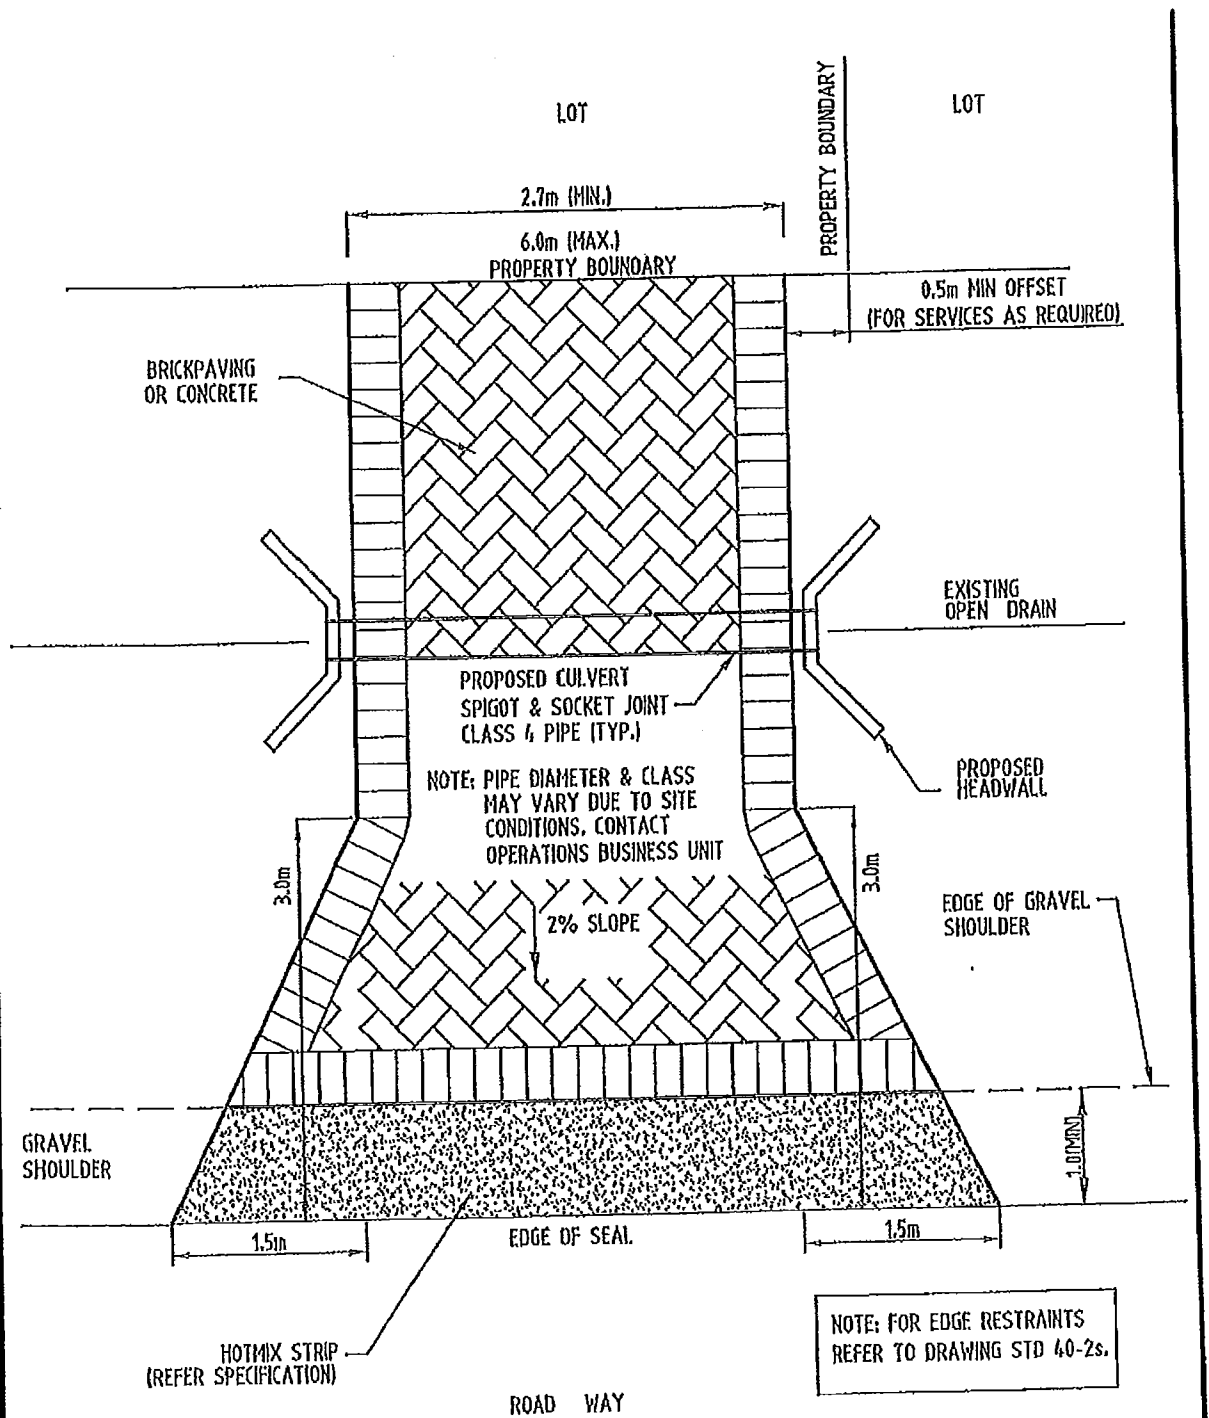 LOT
LOT
PROPERTY BOUNDARY
2.7m (MIN.)
6.0m (MAX.)
PROPERTY BOUNDARY
0.5m MIN OFFSET
(FOR SERVICES AS REQUIRED)
BRICKPAVING
OR CONCRETE
EXISTING
OPEN DRAIN
PROPOSED CULVERT
SPIGOT & SOCKET JOINT
CLASS 4 PIPE (TYP.)
PROPOSED
HEADWALL
NOTE: PIPE DIAMETER & CLASS
MAY VARY DUE TO SITE
CONDITIONS. CONTACT
OPERATIONS BUSINESS UNIT
3.0m
3.0m
2% SLOPE
EDGE OF GRAVEL
SHOULDER
GRAVEL
SHOULDER
1.0(MIN)
1.5m
EDGE OF SEAL
1.5m
HOTMIX STRIP
(REFER SPECIFICATION)
NOTE: FOR EDGE RESTRAINTS
REFER TO DRAWING STD 40-2s.
ROAD WAY